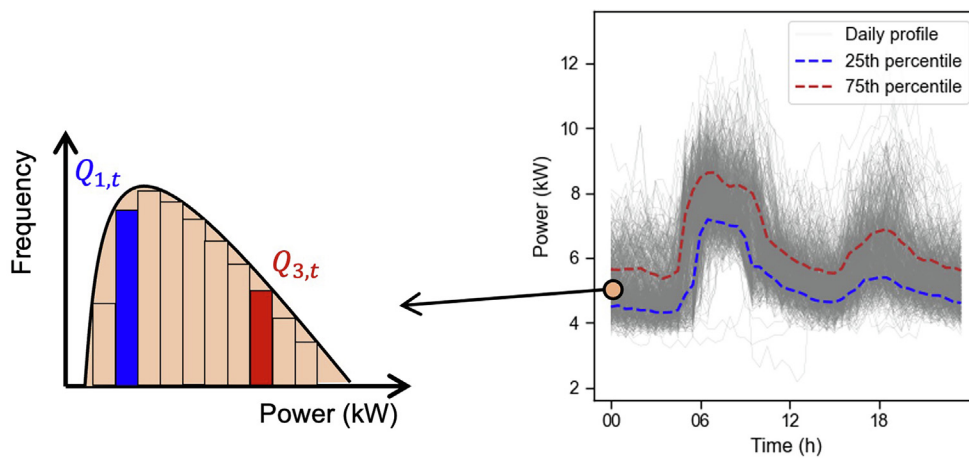 Frequency
Q1,t
Q3,t
Power (kW)
Daily profile
25th percentile
75th percentile
Power (kW)
12
10
8
6
4
2
00
06
12
18
Time (h)